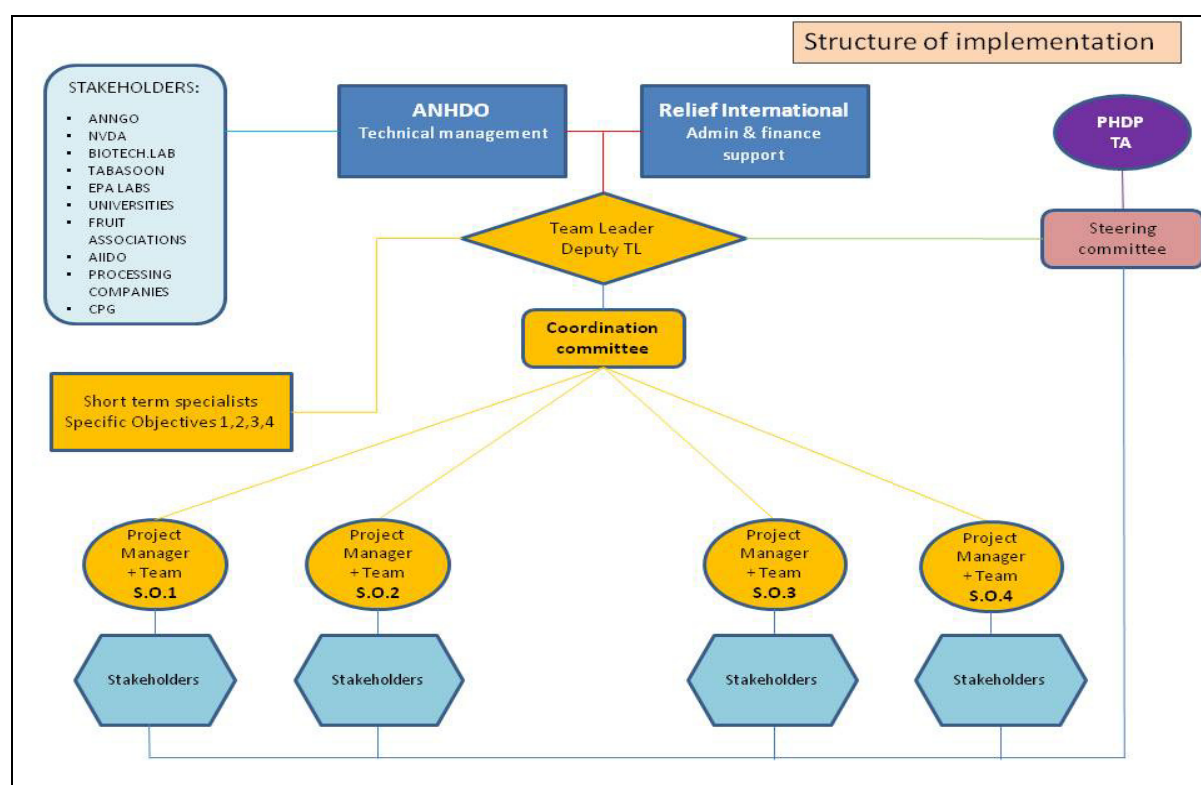 Structure of implementation
STAKEHOLDERS:
▪ ANNGO
▪ NVDA
▪ BIOTECH.LAB
▪ TABASOON
▪ EPA LABS
▪ UNIVERSITIES
▪ FRUIT
ASSOCIATIONS
▪ AIIDO
▪ PROCESSING
COMPANIES
▪ CPG
ANHDO
Technical management
Relief International
Admin & finance
support
PHDP
TA
Team Leader
Deputy TL
Steering
committee
Coordination
committee
Short term specialists
Specific Objectives 1,2,3,4
Project
Manager
+ Team
S.O.1
Project
Manager
+ Team
S.O.2
Project
Manager
+ Team
S.O.3
Project
Manager
+ Team
S.O.4
Stakeholders
Stakeholders
Stakeholders
Stakeholders